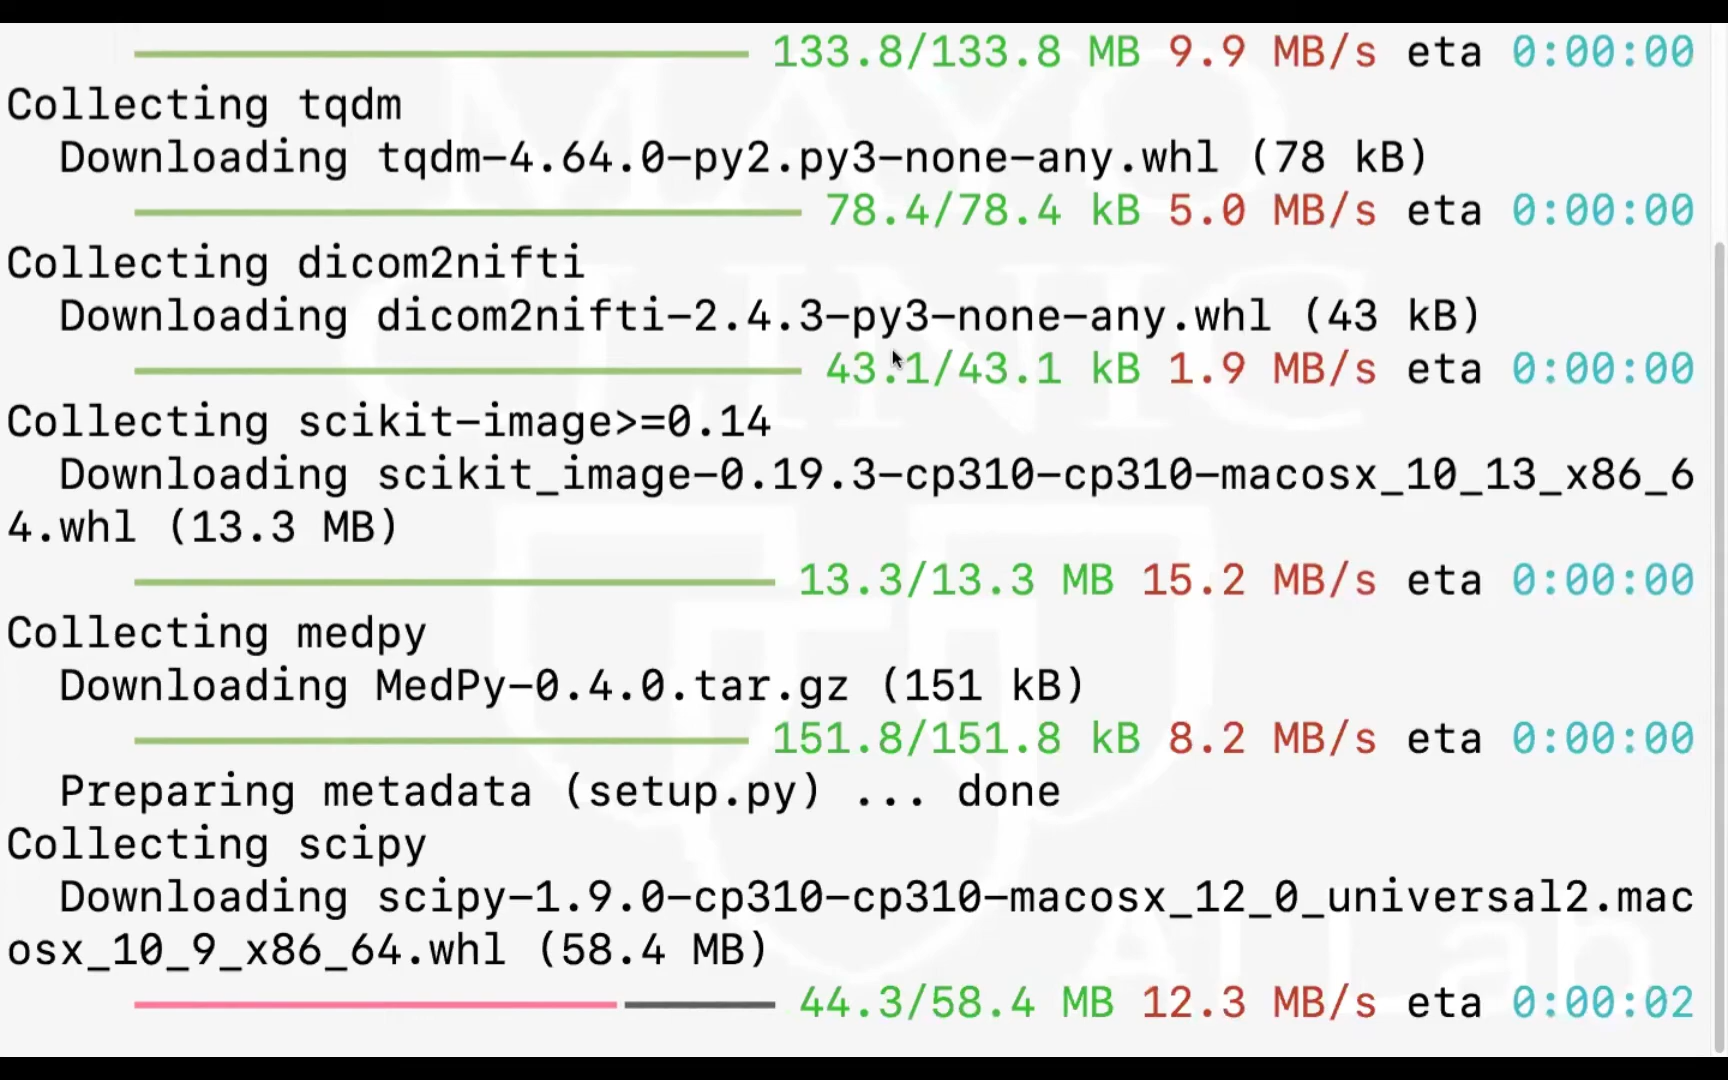 133.8/133.8 MB 9.9 MB/s eta 0:00:00
Collecting tqdm
Downloading tqdm-4.64.0-py2.py3-none-any.whl (78 kB)
78.4/78.4 kB 5.0 MB/s eta 0:00:00
Collecting dicom2nifti
Downloading dicom2nifti-2.4.3-py3-none-any.whl (43 kB)
43.1/43.1 kB 1.9 MB/s eta 0:00:00
Collecting scikit-image>=0.14
Downloading scikit_image-0.19.3-cp310-cp310-macosx_10_13_x86_6
4.whl (13.3 MB)
13.3/13.3 MB 15.2 MB/s eta 0:00:00
Collecting medpy
Downloading MedPy-0.4.0.tar.gz (151 kB)
151.8/151.8 kB 8.2 MB/s eta 0:00:00
Preparing metadata (setup.py) ... done
Collecting scipy
Downloading scipy-1.9.0-cp310-cp310-macosx_12_0_universal2.mac
osx_10_9_x86_64.whl (58.4 MB)
44.3/58.4 MB 12.3 MB/s eta 0:00:02
MAYO
CLINIC
AI Lab